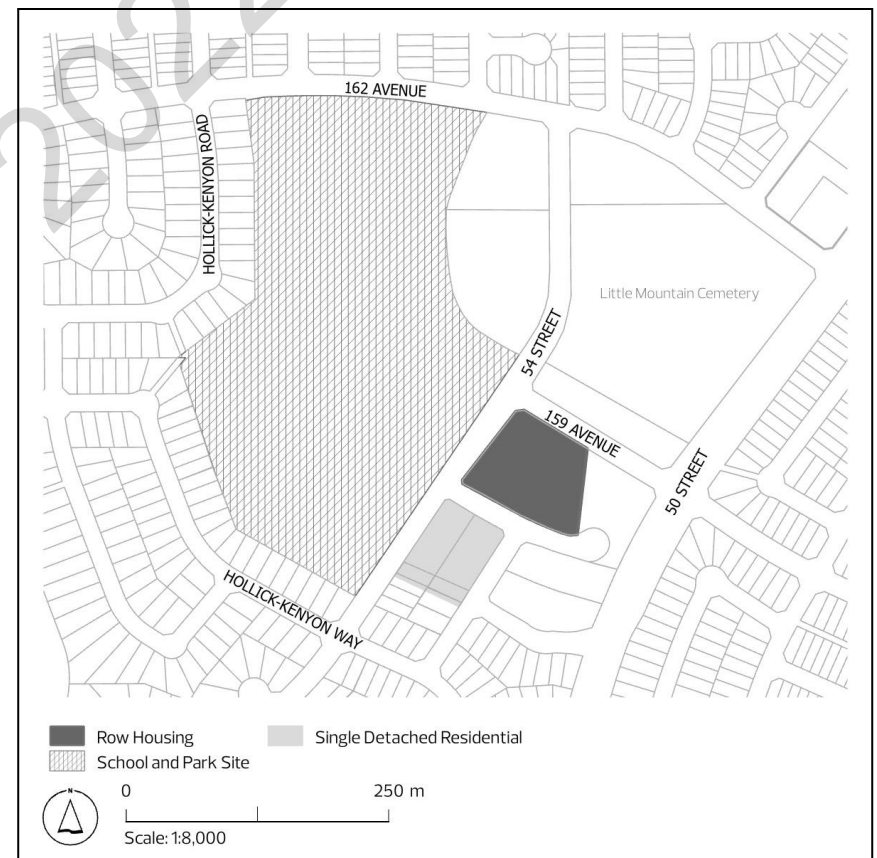 162 AVENUE
HOLLICK-KENYON ROAD
Little Mountain Cemetery
54 STREET
159 AVENUE
50 STREET
HOLLICK-KENYON WAY
Row Housing
Single Detached Residential
School and Park Site
N
0
250 m
Scale: 1:8,000